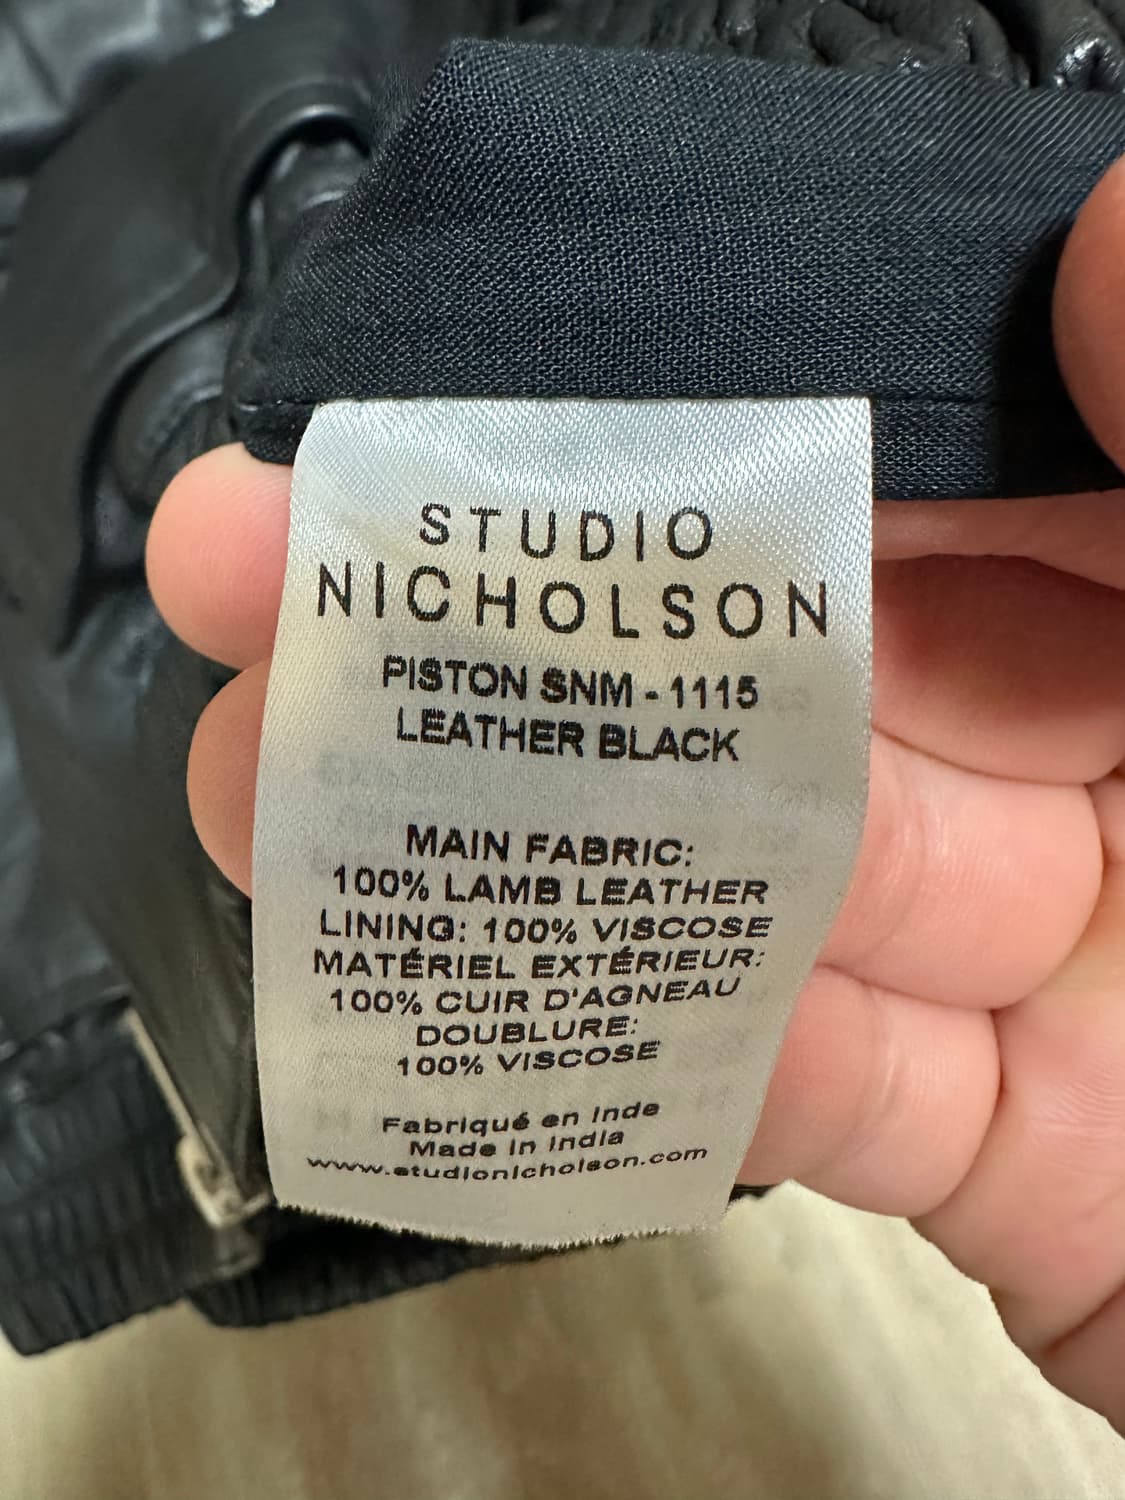 STUDIO
NICHOLSON
PISTON SNM - 1115
LEATHER BLACK
MAIN FABRIC:
100% LAMB LEATHER
LINING: 100% VISCOSE
MATÉRIEL EXTÉRIEUR:
100% CUIR D'AGNEAU
DOUBLURE:
100% VISCOSE
Fabriqué en Inde
Made in India
www.studionicholson.com